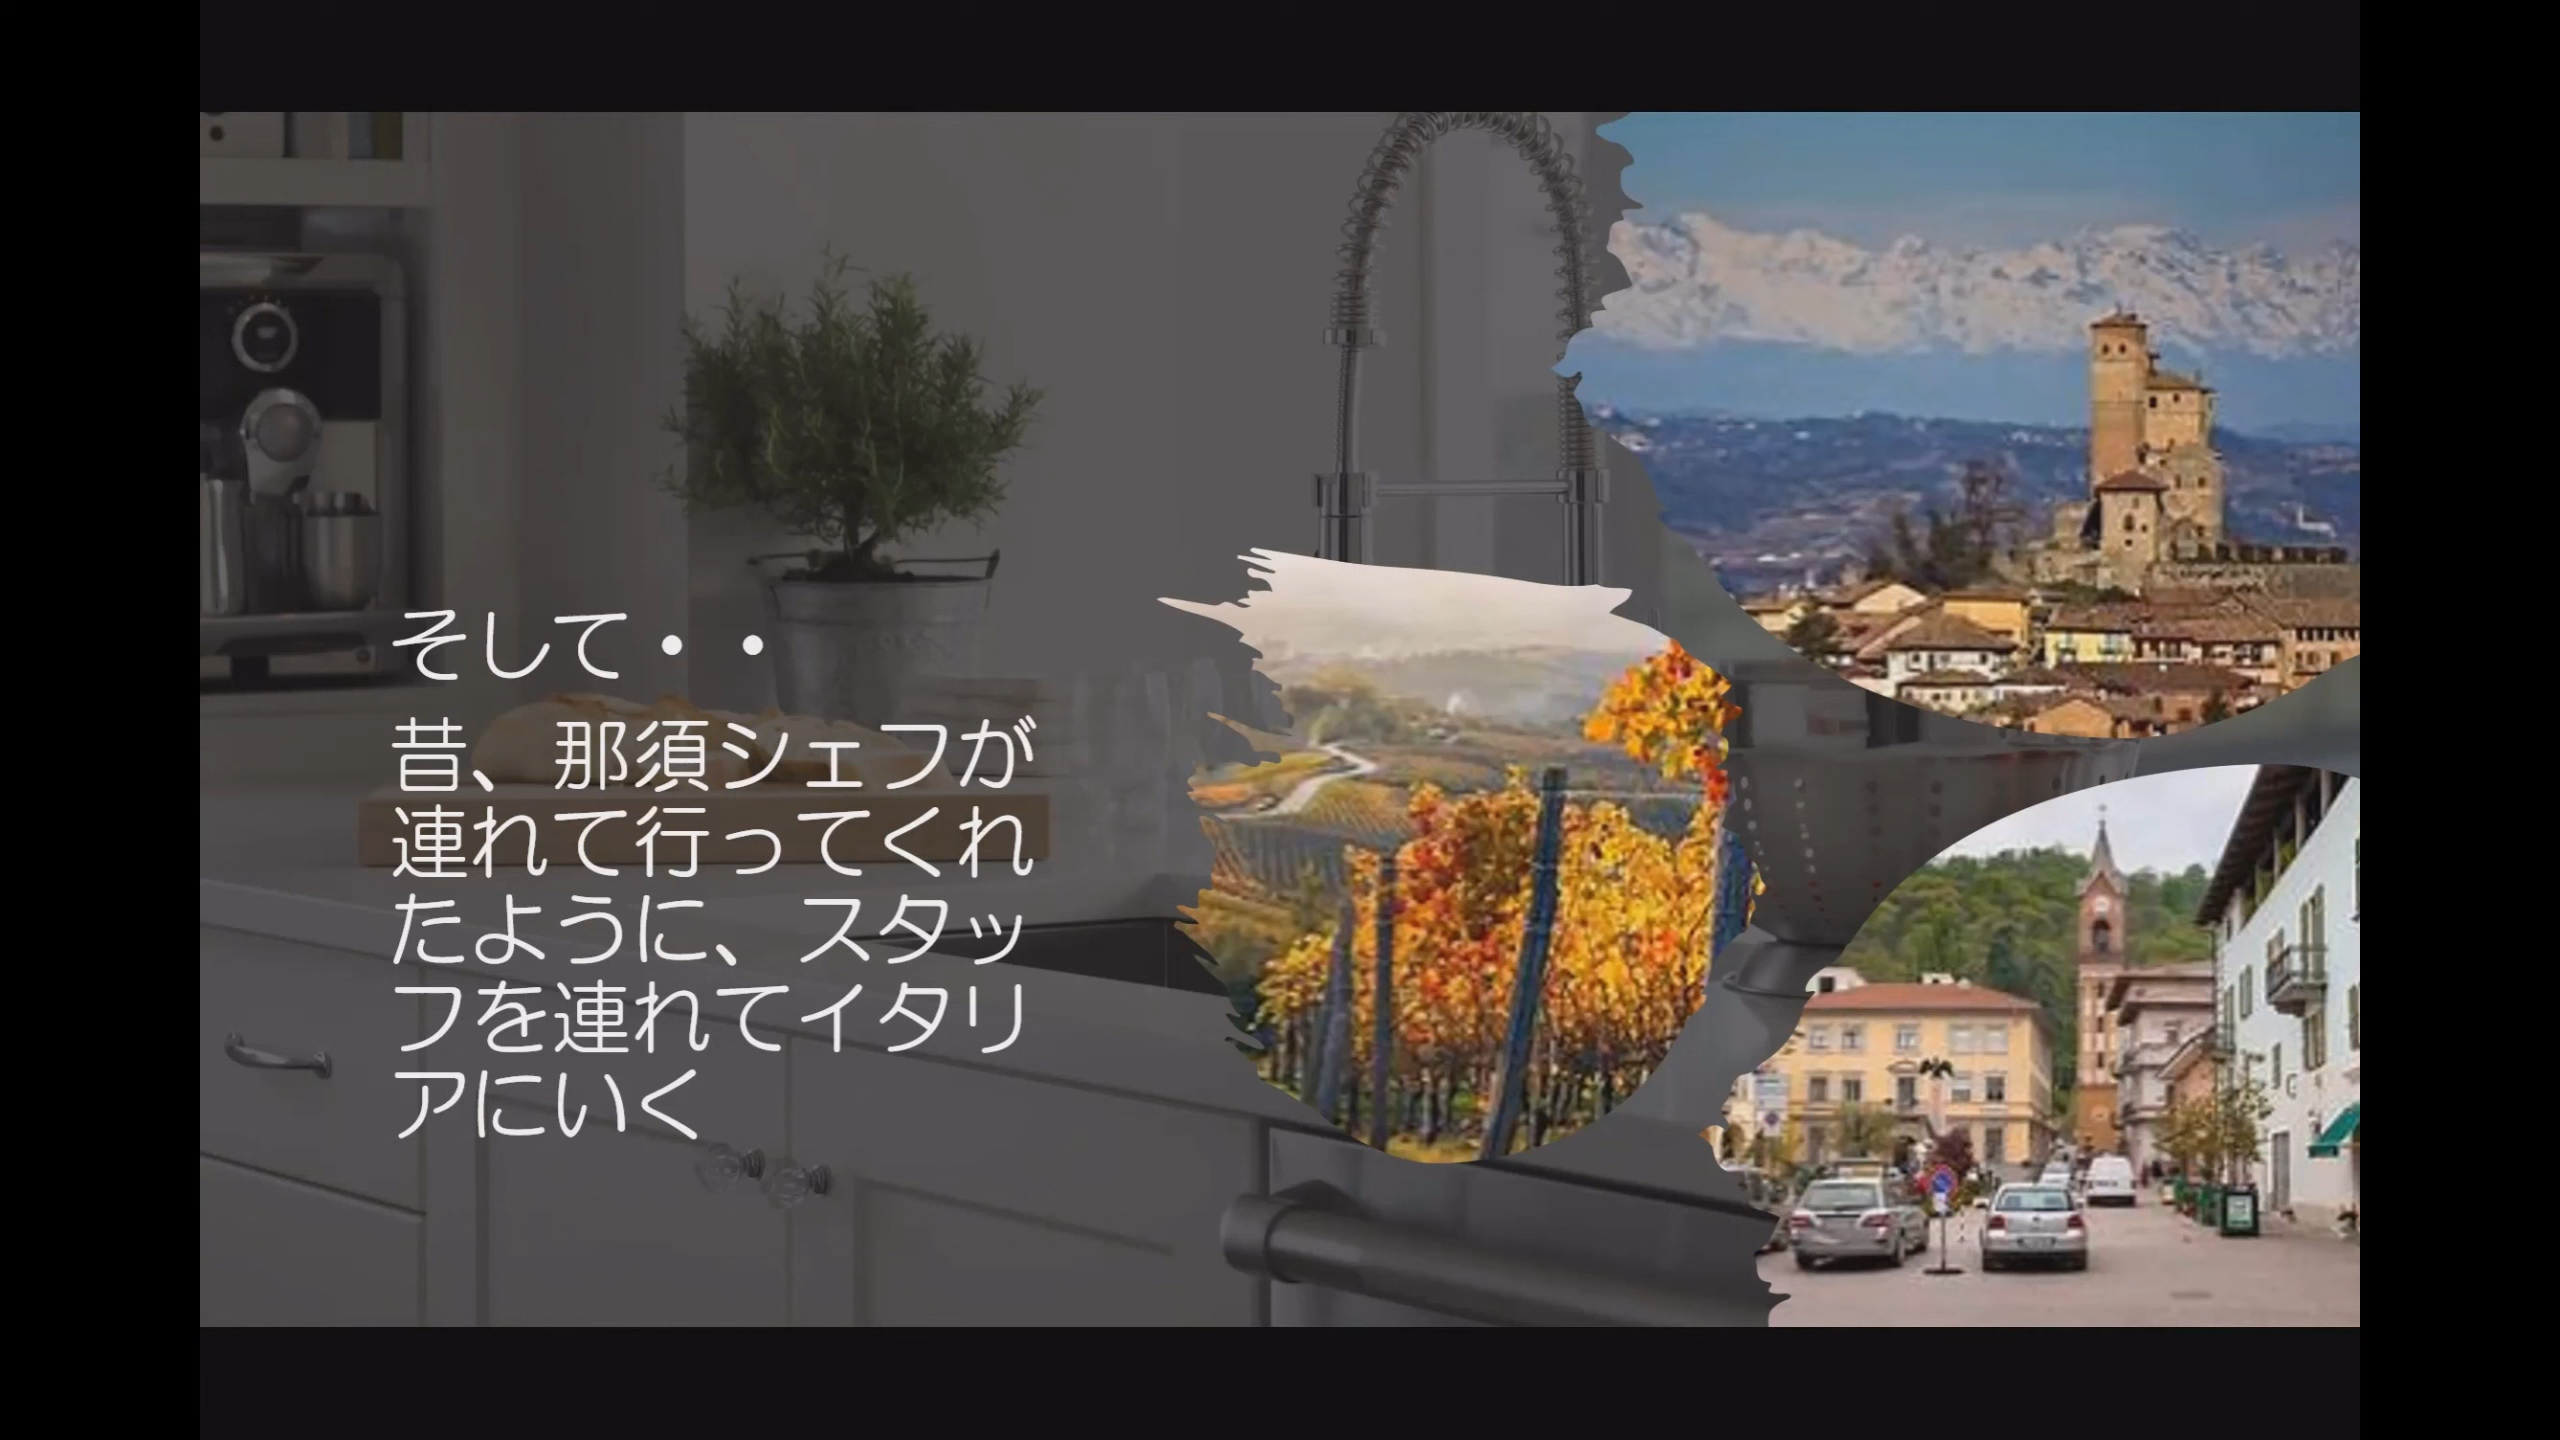 そして・・
昔、那須シェフが
連れて行ってくれ
たように、スタッ
フを連れてイタリ
アにいく